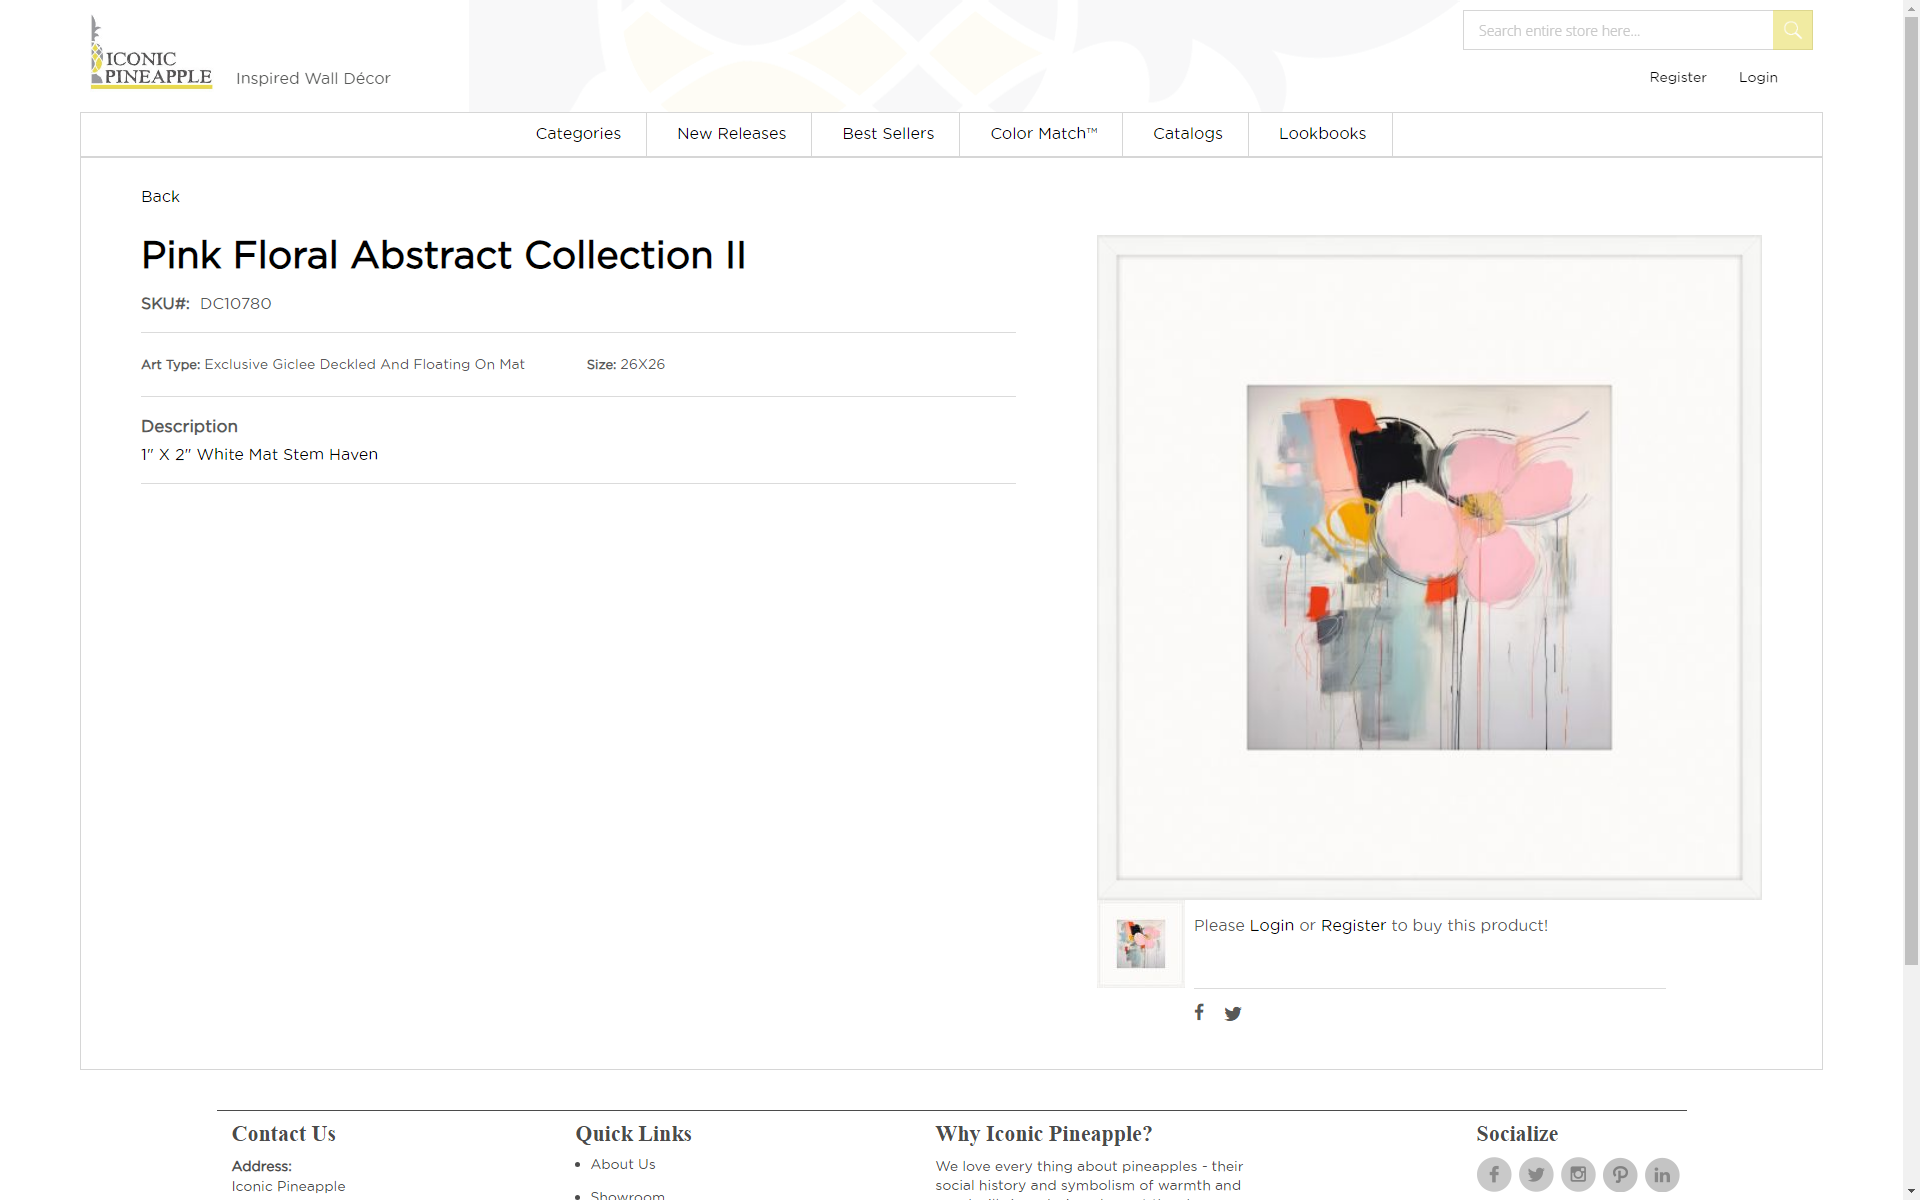 ICONIC
PINEAPPLE
Inspired Wall Décor
Search entire store here...
Register
Login
Categories
New Releases
Best Sellers
Color Match™
Catalogs
Lookbooks
Back
Pink Floral Abstract Collection II
SKU#: DC10780
Art Type: Exclusive Giclee Deckled And Floating On Mat
Size: 26X26
Description
1" X 2" White Mat Stem Haven
Please Login or Register to buy this product!
Contact Us
Address:
Iconic Pineapple
Quick Links
• About Us
• Showroom
Why Iconic Pineapple?
We love every thing about pineapples - their
social history and symbolism of warmth and
Socialize